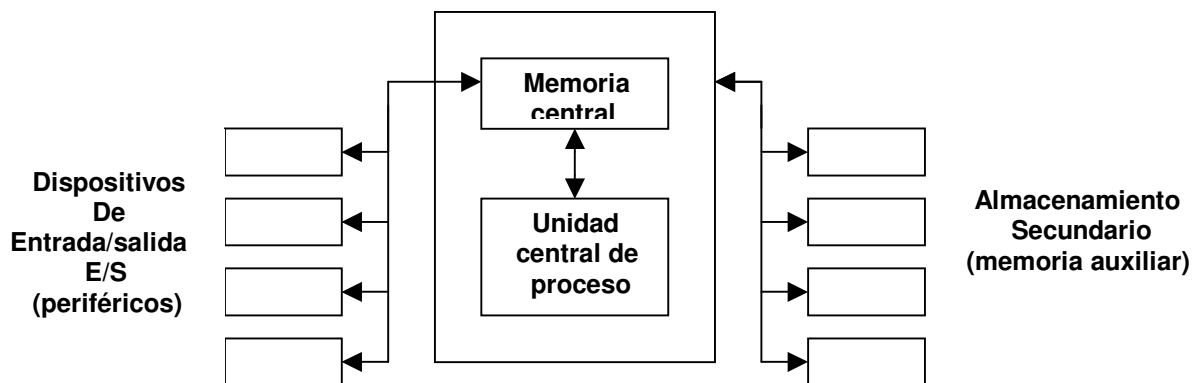 Memoria
central
Dispositivos
De
Entrada/salida
E/S
(periféricos)
Unidad
central de
proceso
Almacenamiento
Secundario
(memoria auxiliar)